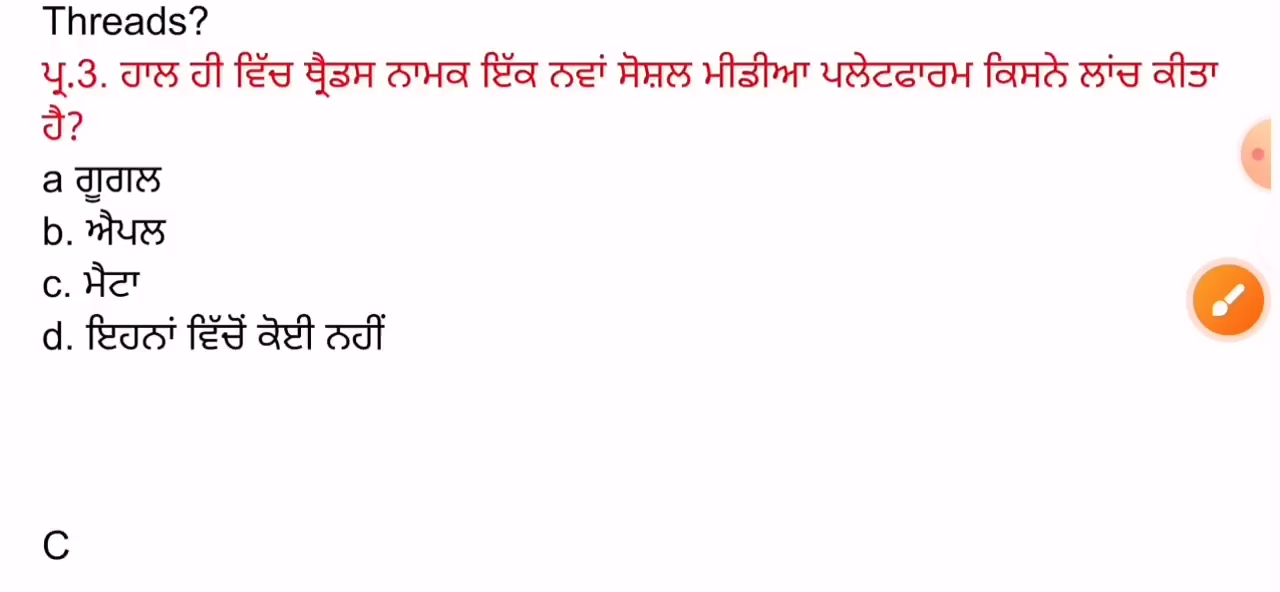 Threads?
ਪ੍ਰ.3. ਹਾਲ ਹੀ ਵਿੱਚ ਥ੍ਰੈਡਸ ਨਾਮਕ ਇੱਕ ਨਵਾਂ ਸੋਸ਼ਲ ਮੀਡੀਆ ਪਲੇਟਫਾਰਮ ਕਿਸਨੇ ਲਾਂਚ ਕੀਤਾ
ਹੈ?
a ਗੂਗਲ
b. ਐਪਲ
c. ਮੈਟਾ
d. ਇਹਨਾਂ ਵਿੱਚੋਂ ਕੋਈ ਨਹੀਂ
C